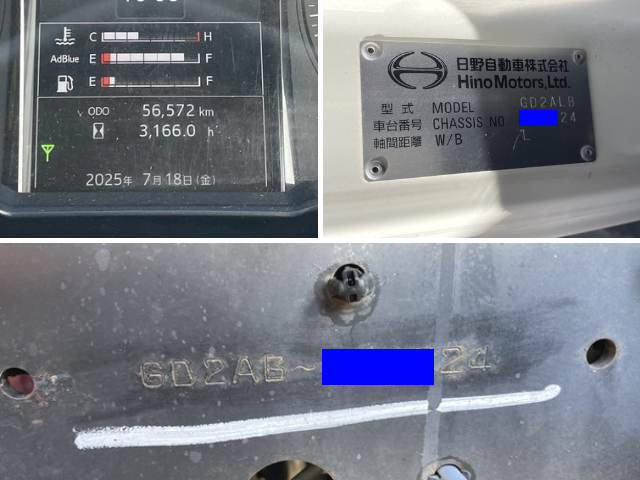 C H
AdBlue E F
E F
ODO 56,572 km
3,166.0 h
2025年 7月18日(金)
日野自動車株式会社
Hino Motors, Ltd.
型式 MODEL GD2ALB
車台番号 CHASSIS NO 24
軸間距離 W/B
GD2AB~ 24